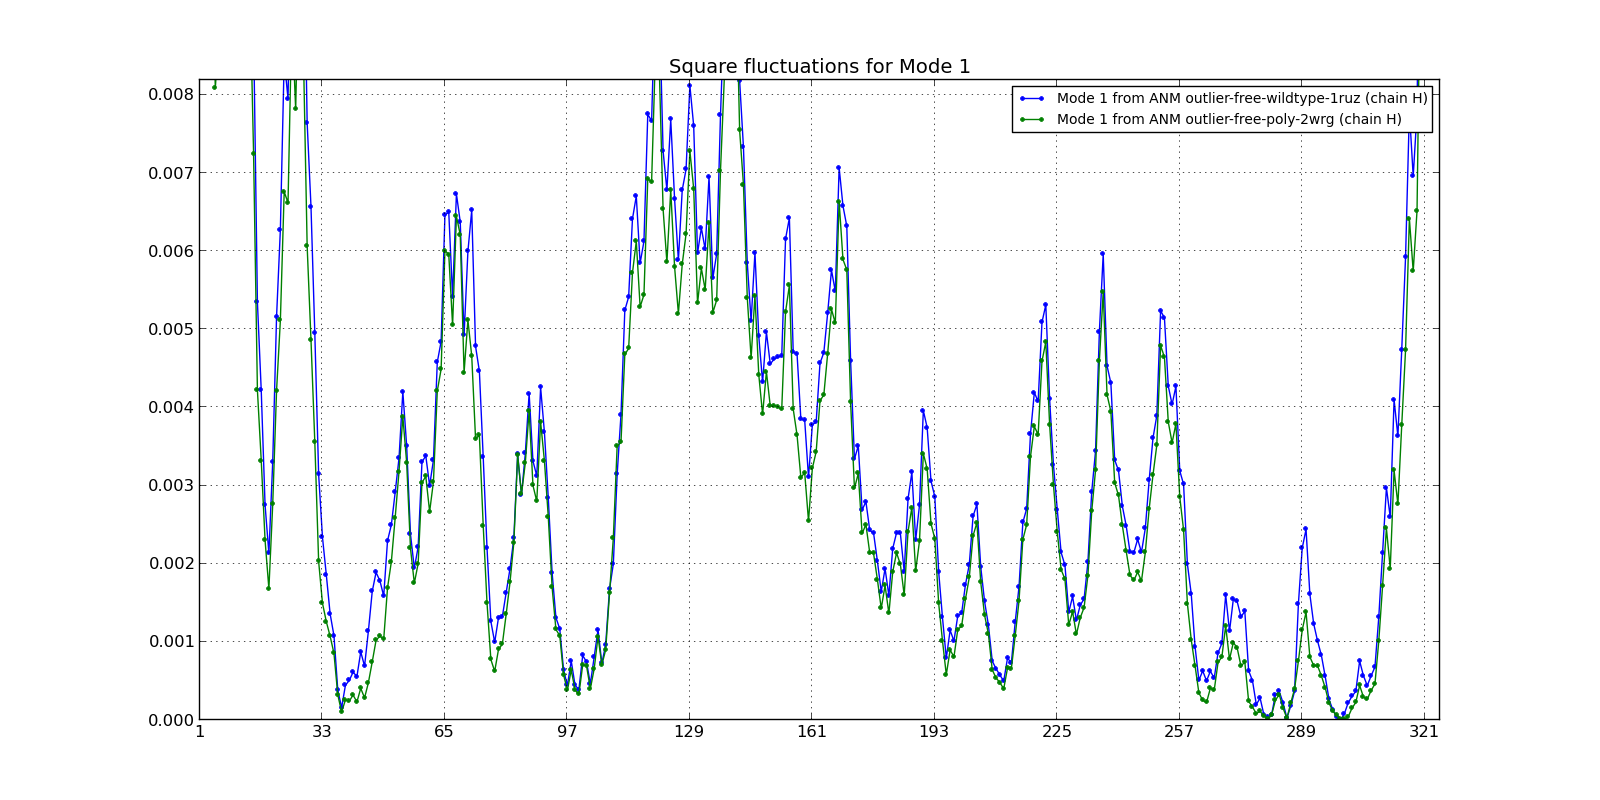 Square fluctuations for Mode 1
Mode 1 from ANM outlier-free-wildtype-1ruz (chain H)
Mode 1 from ANM outlier-free-poly-2wrg (chain H)
0.008
0.007
0.006
0.005
0.004
0.003
0.002
0.001
0.000
1 33 65 97 129 161 193 225 257 289 321